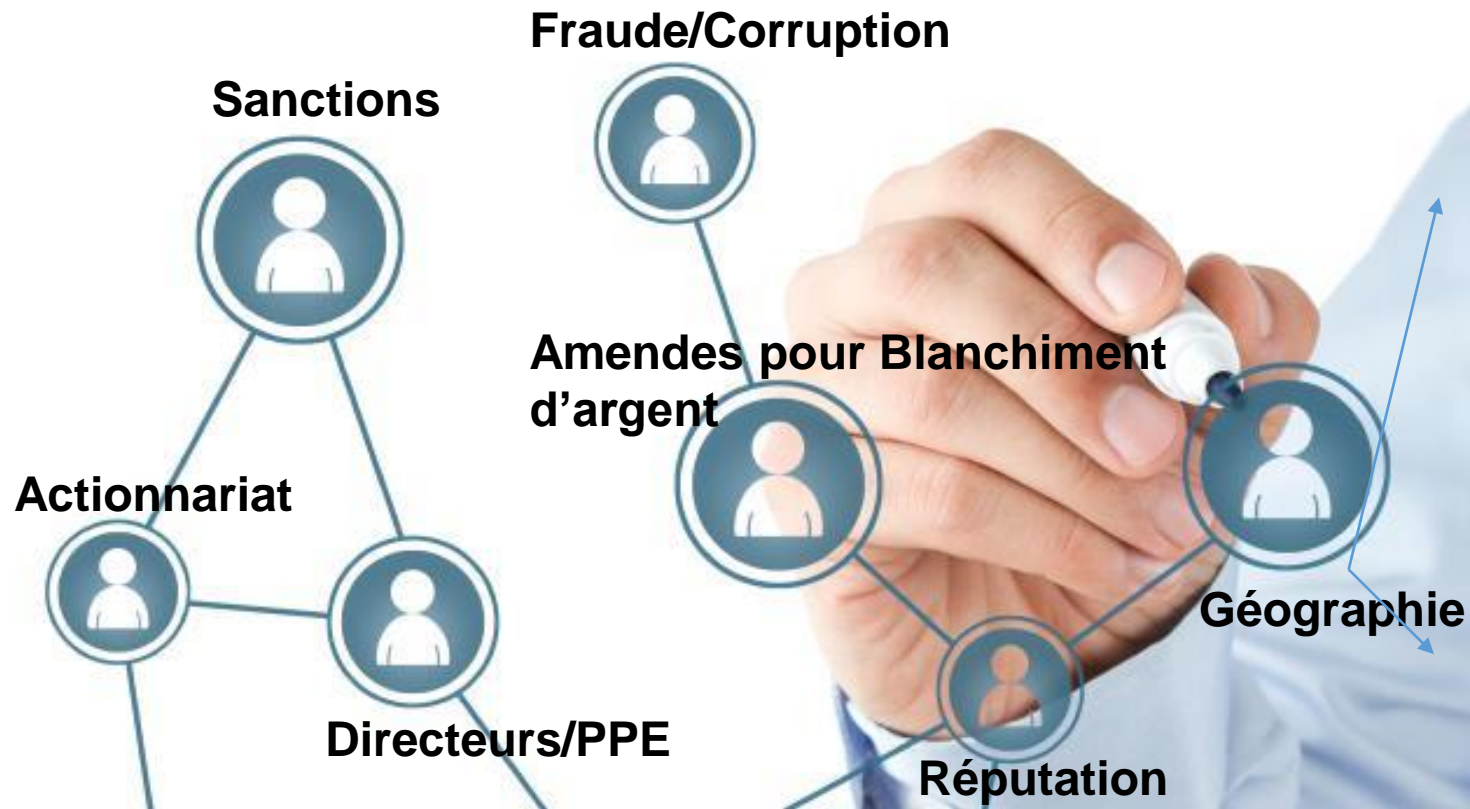 Fraude/Corruption
Sanctions
Amendes pour Blanchiment
d’argent
Actionnariat
Géographie
Directeurs/PPE
Réputation